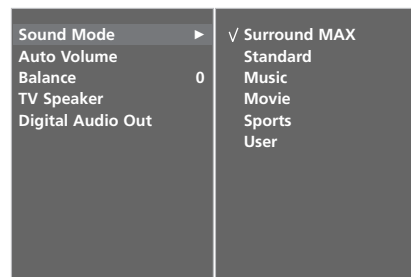 Sound Mode ►
Auto Volume
Balance 0
TV Speaker
Digital Audio Out
√ Surround MAX
Standard
Music
Movie
Sports
User